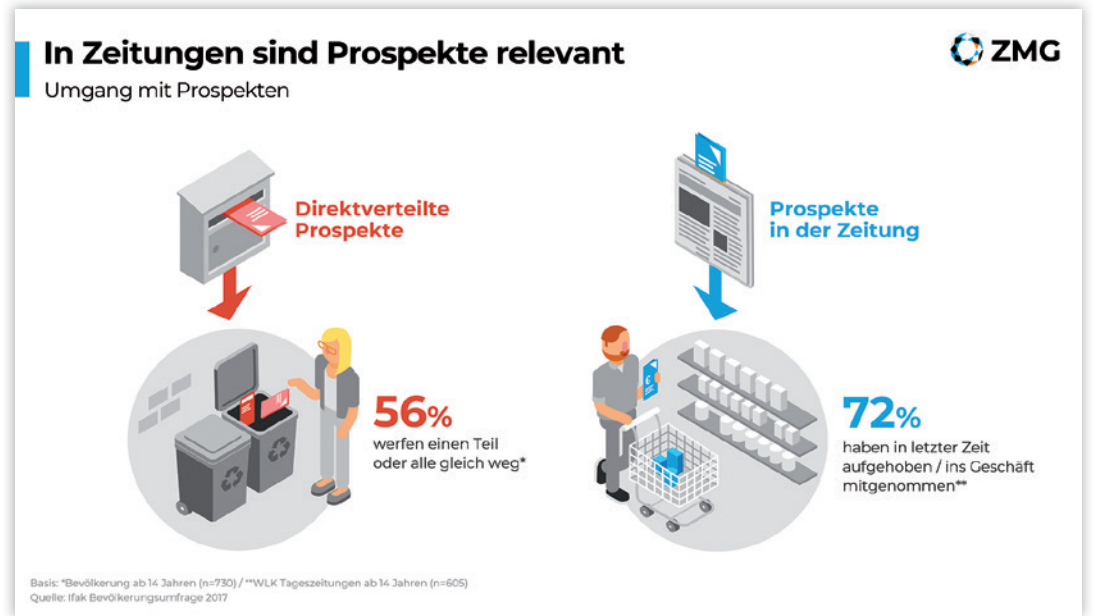 In Zeitungen sind Prospekte relevant
ZMG
Umgang mit Prospekten
Direktverteilte
Prospekte
Prospekte
in der Zeitung
56%
werfen einen Teil
oder alle gleich weg*
72%
haben in letzter Zeit
aufgehoben / ins Geschäft
mitgenommen**
Basis: *Bevölkerung ab 14 Jahren (n=730) / **WLK Tageszeitungen ab 14 Jahren (n=605)
Quelle: Ifak Bevölkerungsumfrage 2017